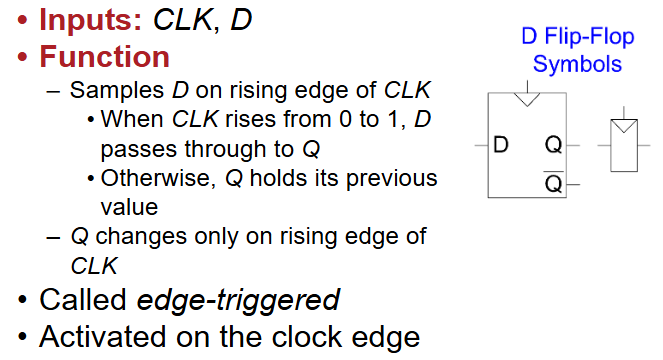 • Inputs: CLK, D
• Function
– Samples D on rising edge of CLK
• When CLK rises from 0 to 1, D
passes through to Q
• Otherwise, Q holds its previous
value
– Q changes only on rising edge of
CLK
• Called edge-triggered
• Activated on the clock edge
D Flip-Flop
Symbols
D Q
Q̅